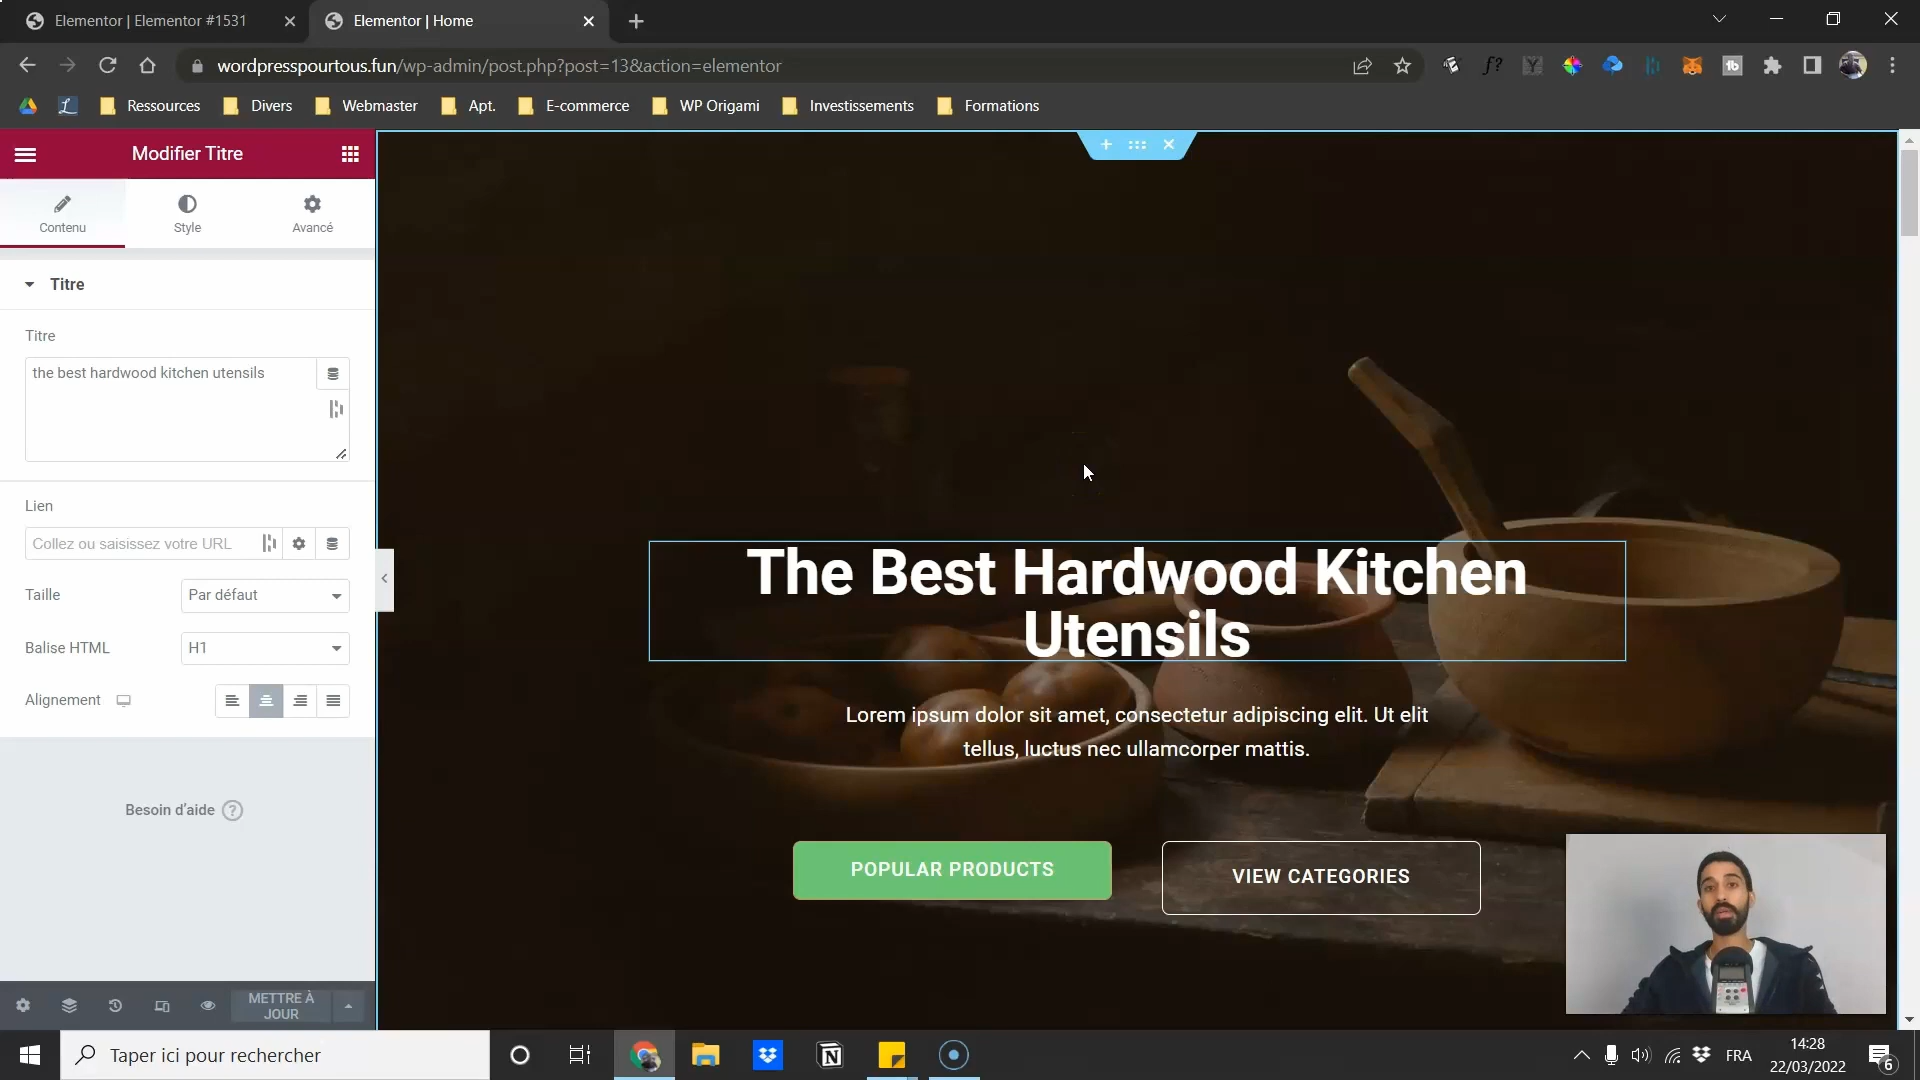 Elementor | Elementor #1531
Elementor | Home
wordpresspourtous.fun/wp-admin/post.php?post=13&action=elementor
Ressources
Divers
Webmaster
Apt.
E-commerce
WP Origami
Investissements
Formations
Modifier Titre
Contenu
Style
Avancé
Titre
Titre
the best hardwood kitchen utensils
Lien
Collez ou saisissez votre URL
Taille
Par défaut
Balise HTML
H1
Alignement
Besoin d'aide ?
METTRE À
JOUR
The Best Hardwood Kitchen
Utensils
Lorem ipsum dolor sit amet, consectetur adipiscing elit. Ut elit
tellus, luctus nec ullamcorper mattis.
POPULAR PRODUCTS
VIEW CATEGORIES
Taper ici pour rechercher
FRA
14:28
22/03/2022
6